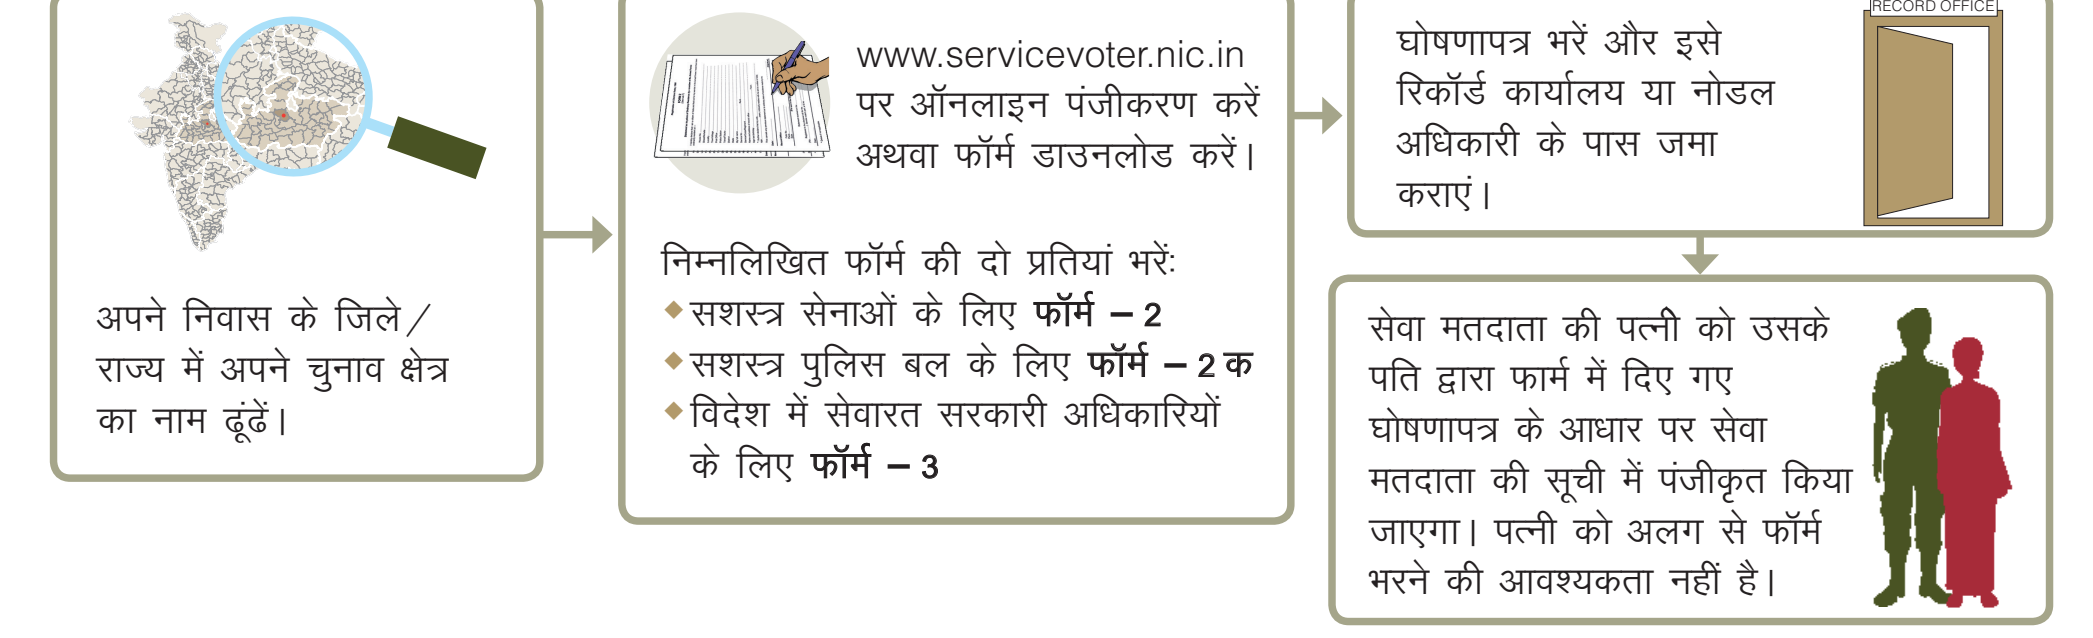 अपने निवास के जिले/
राज्य में अपने चुनाव क्षेत्र
का नाम ढूंढें।
www.servicevoter.nic.in
पर ऑनलाइन पंजीकरण करें
अथवा फॉर्म डाउनलोड करें।
निम्नलिखित फॉर्म की दो प्रतियां भरें:
◆ सशस्त्र सेनाओं के लिए फॉर्म – 2
◆ सशस्त्र पुलिस बल के लिए फॉर्म – 2 क
◆ विदेश में सेवारत सरकारी अधिकारियों
के लिए फॉर्म – 3
घोषणापत्र भरें और इसे
रिकॉर्ड कार्यालय या नोडल
अधिकारी के पास जमा
कराएं।
RECORD OFFICE
सेवा मतदाता की पत्नी को उसके
पति द्वारा फार्म में दिए गए
घोषणापत्र के आधार पर सेवा
मतदाता की सूची में पंजीकृत किया
जाएगा। पत्नी को अलग से फॉर्म
भरने की आवश्यकता नहीं है।